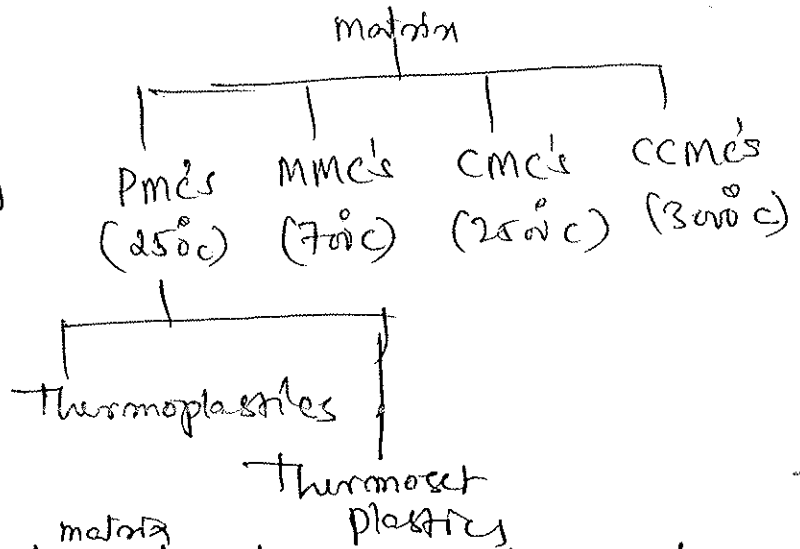 Matrix
PMC's MMC's CMC's CCMC's
(250°C) (700°C) (2500°C) (3000°C)
Thermoplastics
Thermoset
plastics
matrix